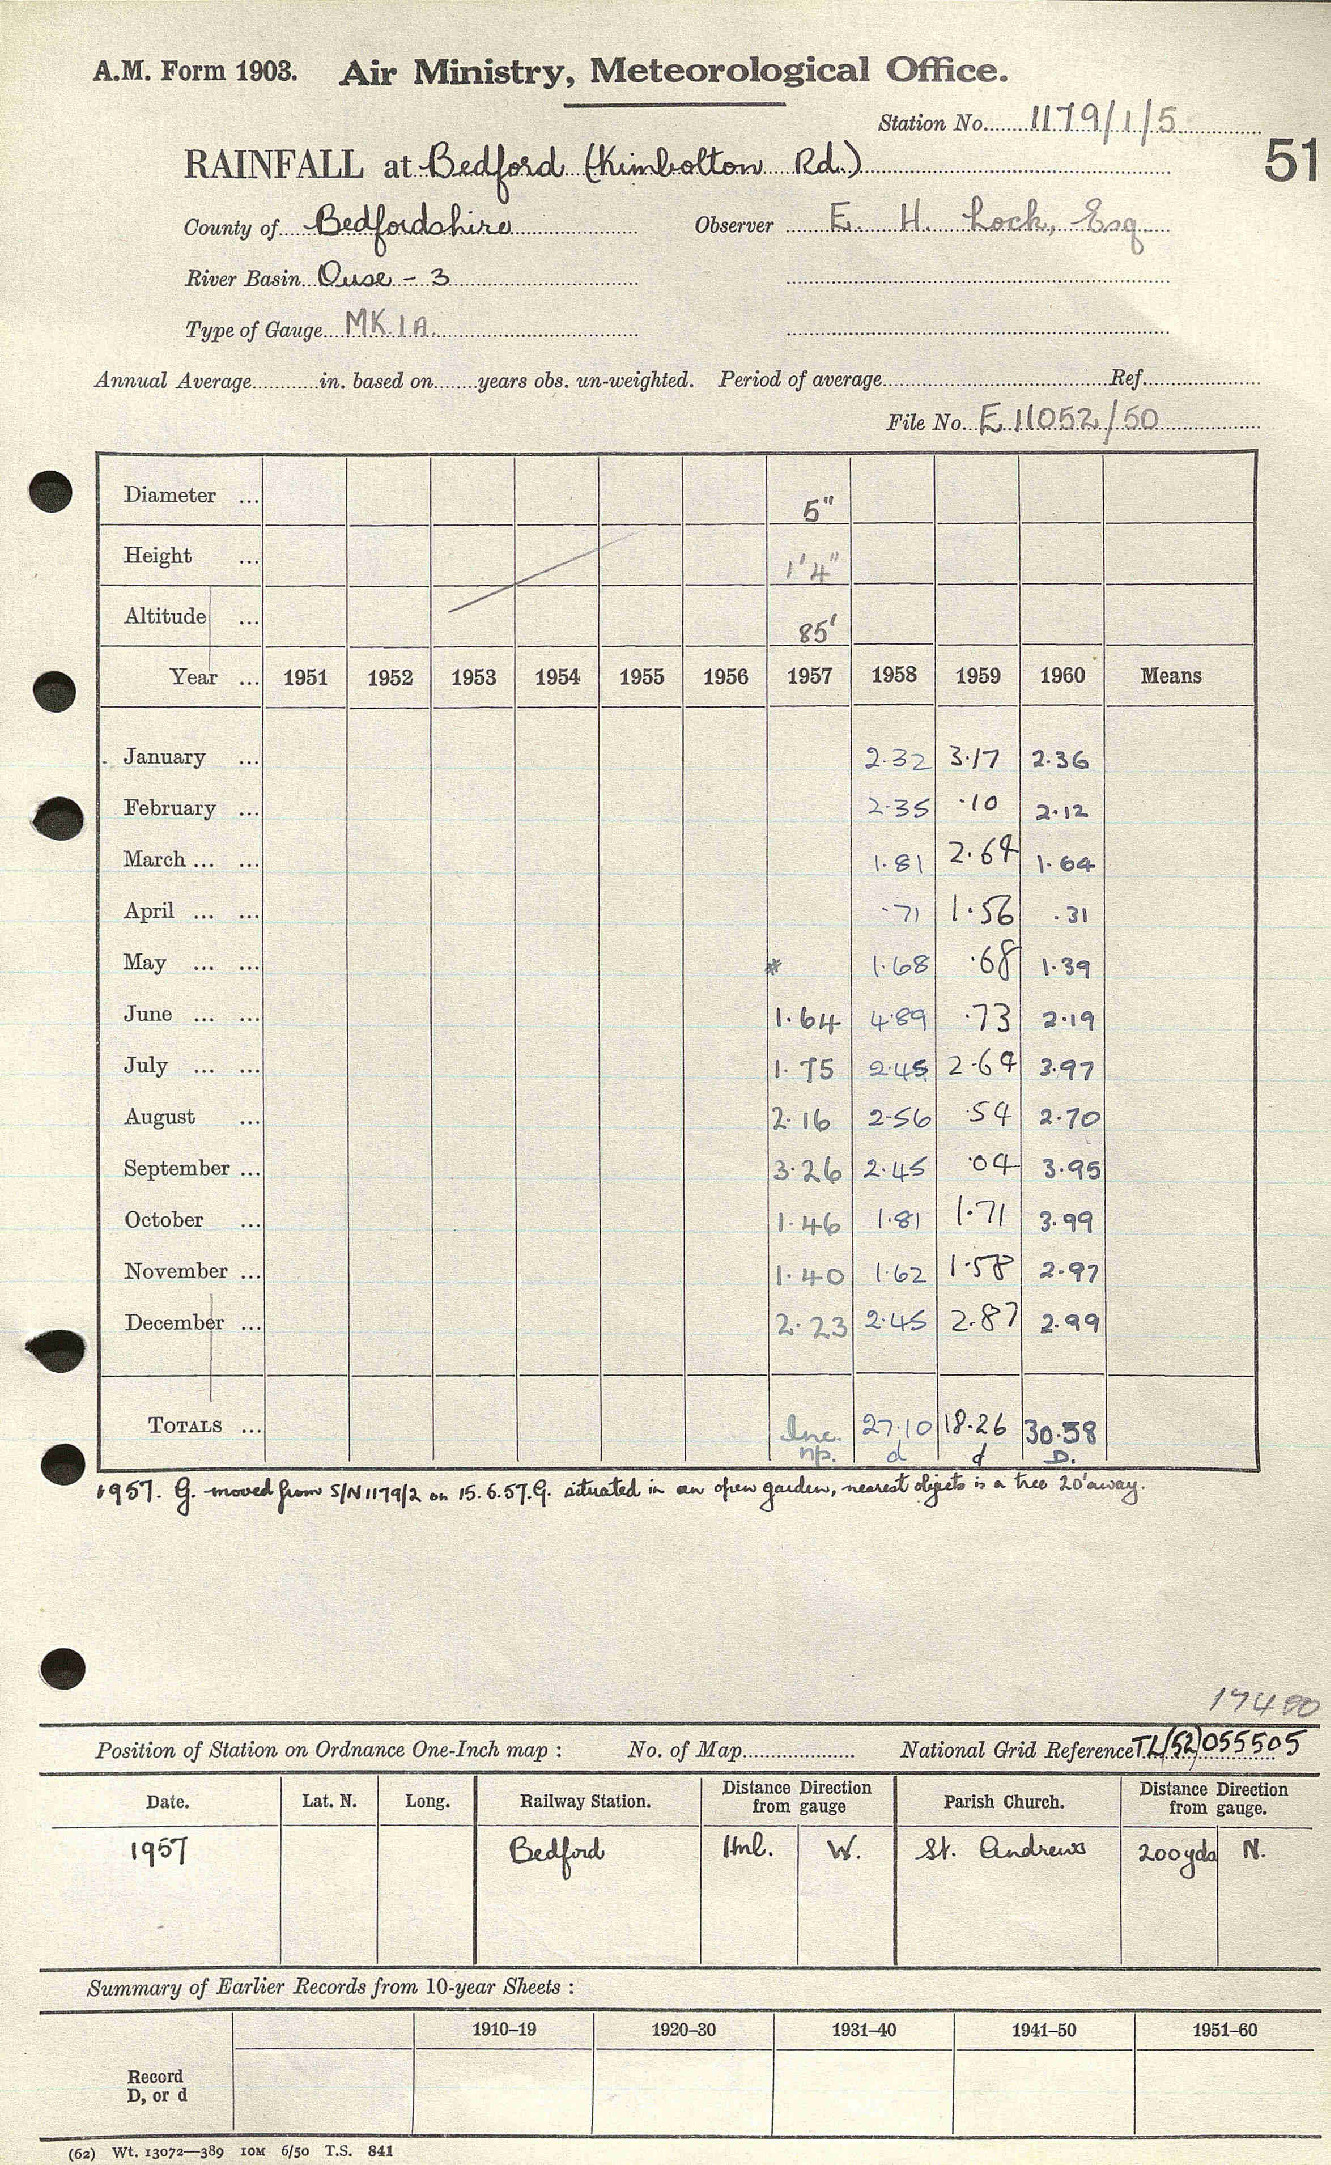 A.M. Form 1903. Air Ministry, Meteorological Office.
Station No. 1179/1/5
51
RAINFALL at Bedford (Kimbolton Rd.)
County of Bedfordshire Observer E. H. Lock, Esq
River Basin Ouse - 3
Type of Gauge MK 1A.
Annual Average in. based on years obs. un-weighted. Period of average Ref.
File No. E 11052/50
Diameter ... 5"
Height ... 1'4"
Altitude ... 85'
Year ... 1951 1952 1953 1954 1955 1956 1957 1958 1959 1960 Means
January ... 2.32 3.17 2.36
February ... 2.35 .10 2.12
March ... ... 1.81 2.64 1.64
April ... ... .71 1.56 .31
May ... ... * 1.68 .68 1.39
June ... ... 1.64 4.89 .73 2.19
July ... ... 1.75 2.45 2.64 3.97
August ... 2.16 2.56 .54 2.70
September ... 3.26 2.45 .04 3.95
October ... 1.46 1.81 1.71 3.99
November ... 1.40 1.62 1.58 2.97
December ... 2.23 2.45 2.87 2.99
TOTALS ... Inc. 27.10 18.26 30.58
np. d d D.
1957. G. moved from S/N 1179/2 on 15.6.57. G. situated in an open garden, nearest objects is a tree 20' away.
Position of Station on Ordnance One-Inch map : No. of Map National Grid Reference TL(52)055505
Date. Lat. N. Long. Railway Station. Distance Direction from gauge Parish Church. Distance Direction from gauge.
1957 Bedford 1ml. W. St. Andrews 200yds N.
Summary of Earlier Records from 10-year Sheets :
1910–19 1920–30 1931–40 1941–50 1951–60
Record
D, or d
(62) Wt. 13072—389 10M 6/50 T.S. 841